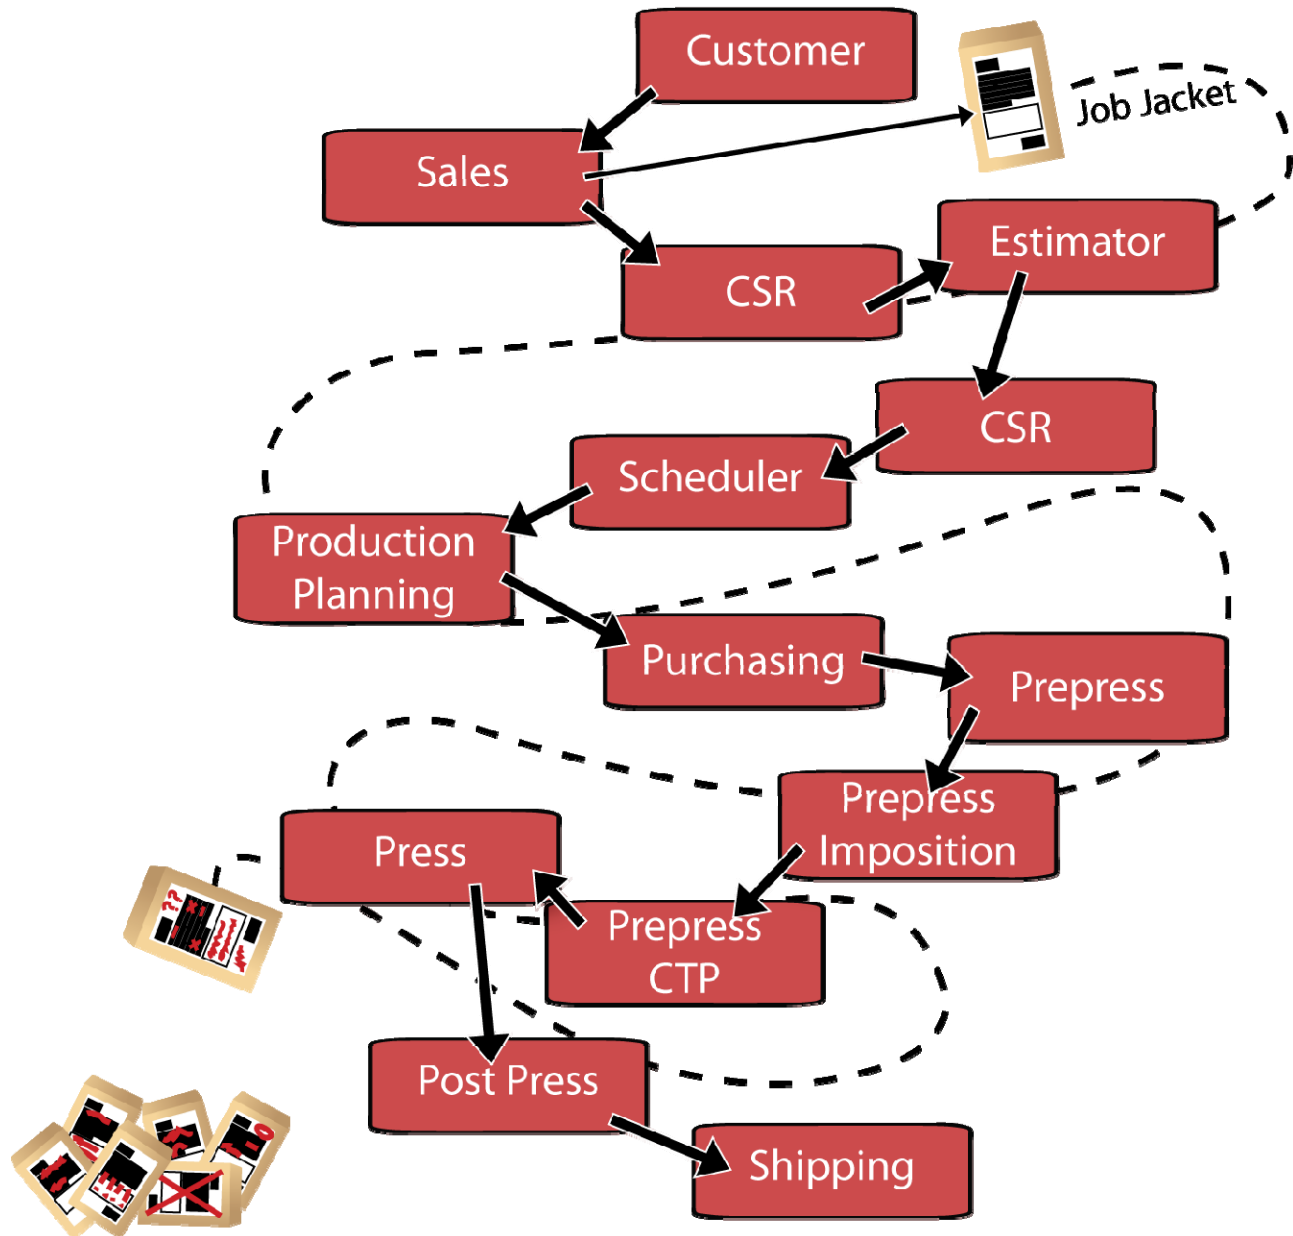 Customer
Job Jacket
Sales
Estimator
CSR
CSR
Scheduler
Production
Planning
Purchasing
Prepress
Prepress
Imposition
Press
??
Prepress
CTP
Post Press
Shipping